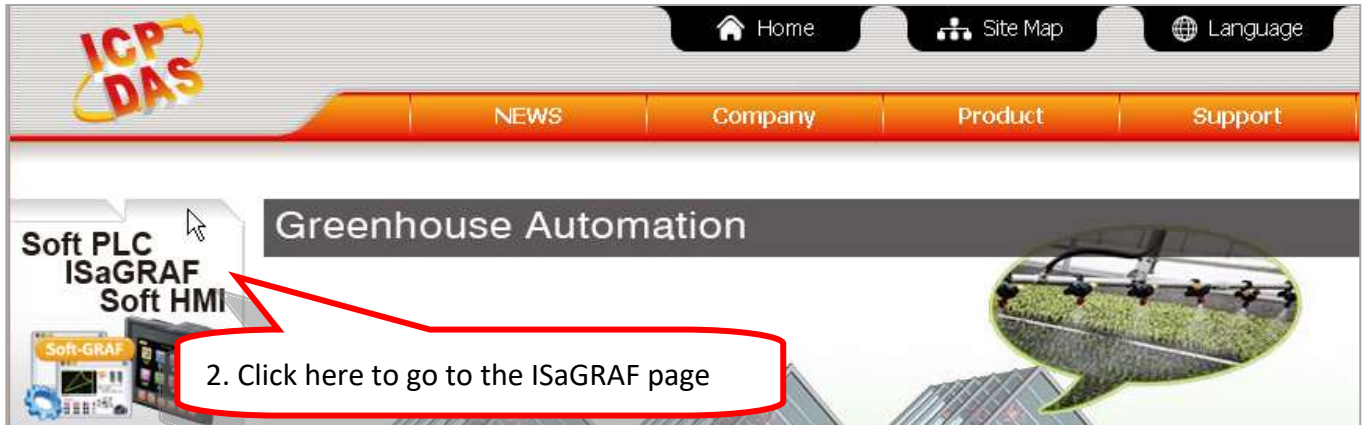 ICP
DAS
Home
Site Map
Language
NEWS
Company
Product
Support
Greenhouse Automation
Soft PLC
ISaGRAF
Soft HMI
Soft-GRAF
2. Click here to go to the ISaGRAF page